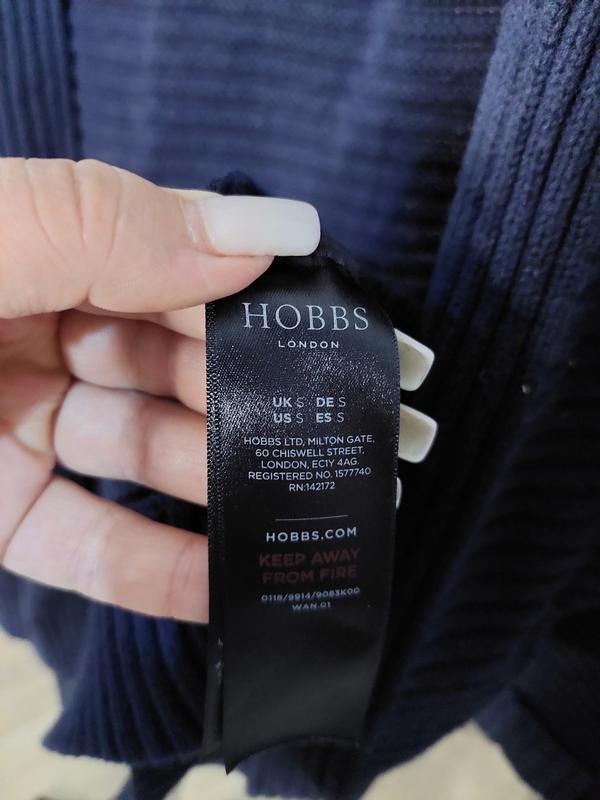 HOBBS
LONDON
UK S DE S
US S ES S
HOBBS LTD, MILTON GATE,
60 CHISWELL STREET,
LONDON, EC1Y 4AG.
REGISTERED NO. 1577740
RN:142172
HOBBS.COM
KEEP AWAY
FROM FIRE
0118/9914/9083K00
WAN.01